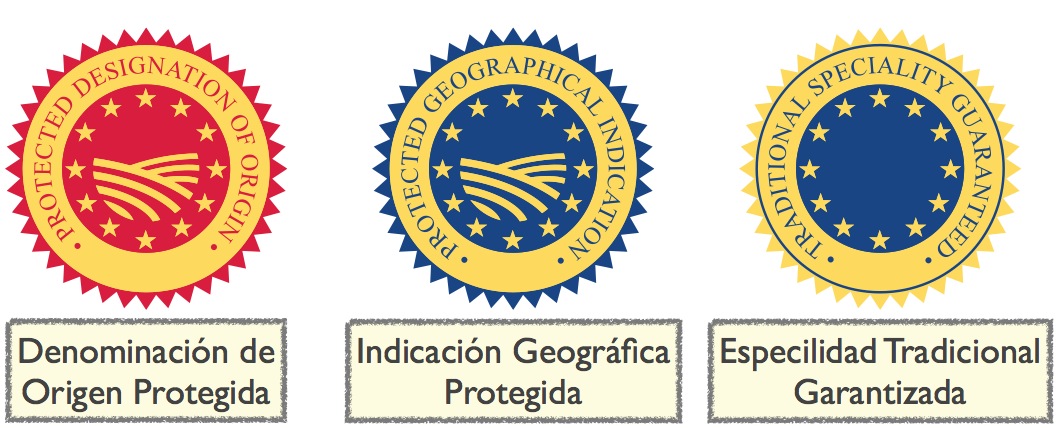 • PROTECTED DESIGNATION OF ORIGIN •
• PROTECTED GEOGRAPHICAL INDICATION •
• TRADITIONAL SPECIALITY GUARANTEED •
Denominación de
Origen Protegida
Indicación Geográfica
Protegida
Especilidad Tradicional
Garantizada